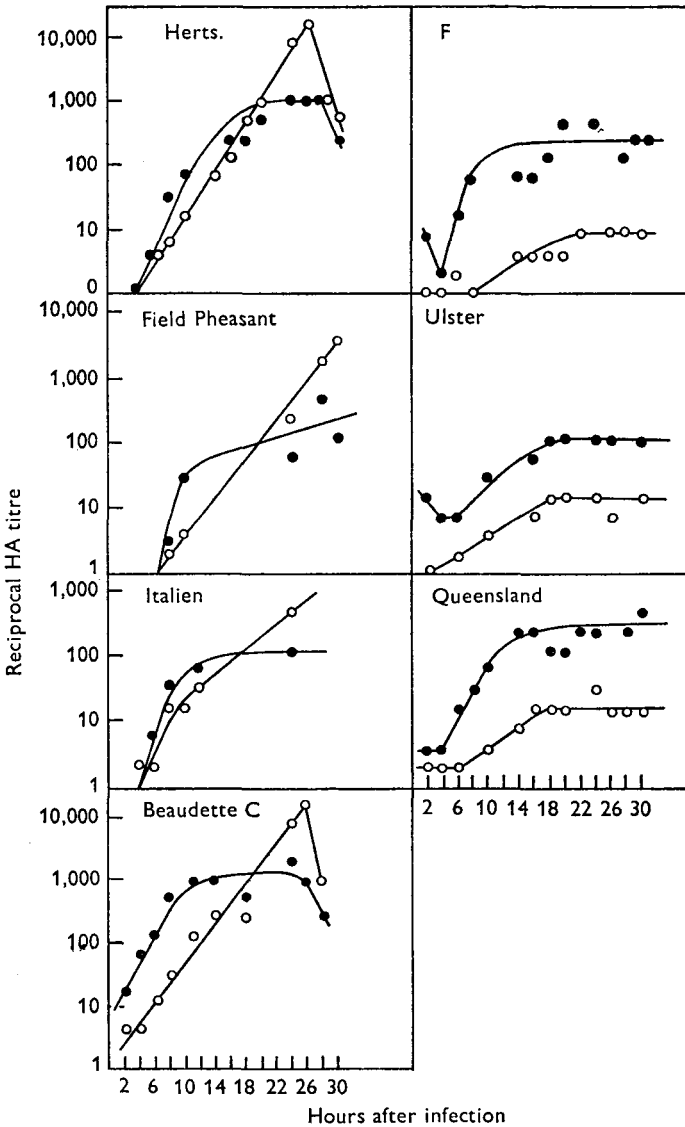 Herts.
10,000
1,000
100
10
0
F
Field Pheasant
10,000
1,000
100
10
1
Ulster
Italien
1,000
100
10
1
Queensland
2 6 10 14 18 22 26 30
Beaudette C
10,000
1,000
100
10
1
2 6 10 14 18 22 26 30
Reciprocal HA titre
Hours after infection